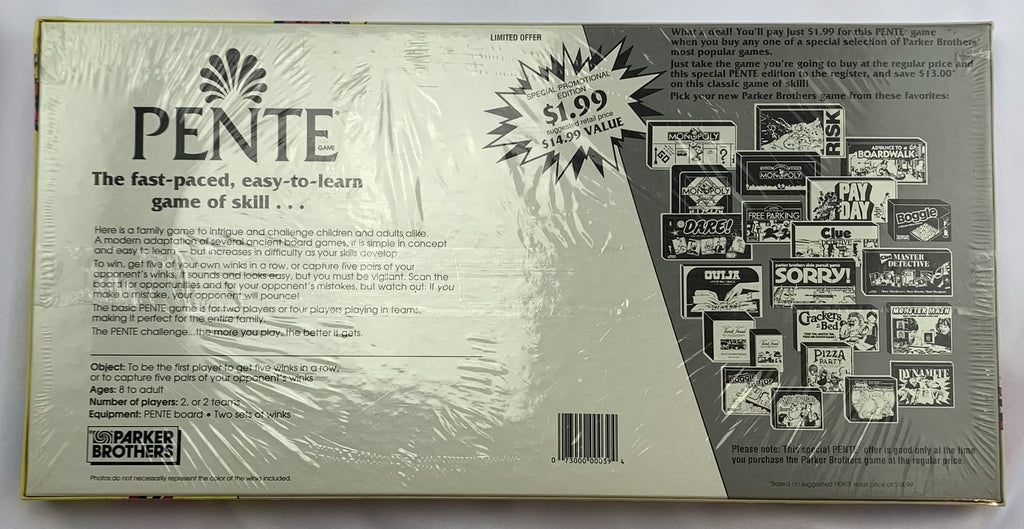 LIMITED OFFER
PENTE
GAME
The fast-paced, easy-to-learn
game of skill . . .
Here is a family game to intrigue and challenge children and adults alike.
A modern adaptation of several ancient board games, it is simple in concept
and easy to learn — but increases in difficulty as your skills develop
To win, get five of your own winks in a row, or capture five pairs of your
opponent's winks. It sounds and looks easy, but you must be vigilant. Scan the
board for opportunities and for your opponent's mistakes, but watch out: If you
make a mistake, your opponent will pounce!
The basic PENTE game is for two players or four players playing in teams,
making it perfect for the entire family.
The PENTE challenge...the more you play, the better it gets.
Object: To be the first player to get five winks in a row,
or to capture five pairs of your opponent's winks
Ages: 8 to adult
Number of players: 2, or 2 teams
Equipment: PENTE board • Two sets of winks
PARKER
BROTHERS
Photos do not necessarily represent the color of the winks included.
SPECIAL PROMOTIONAL
EDITION
$1.99
suggested retail price
$14.99 VALUE
0 73000 00039 4
What a deal! You'll pay just $1.99 for this PENTE game
when you buy any one of a special selection of Parker Brothers'
most popular games.
Just take the game you're going to buy at the regular price and
this special PENTE edition to the register, and save $13.00*
on this classic game of skill!
Pick your new Parker Brothers game from these favorites:
MONOPOLY
RISK
ADVANCE TO
BOARDWALK
MONOPOLY
MONOPOLY
PAY
DAY
DARE!
FREE PARKING
Boggle
Clue
MASTER
DETECTIVE
OUIJA
SORRY!
Crackers
in Bed
MONSTER MASH
PIZZA
PARTY
DYNAMITE
Please note: This special PENTE offer is good only at the time
you purchase the Parker Brothers game at the regular price.
*Based on suggested PENTE retail price of $14.99